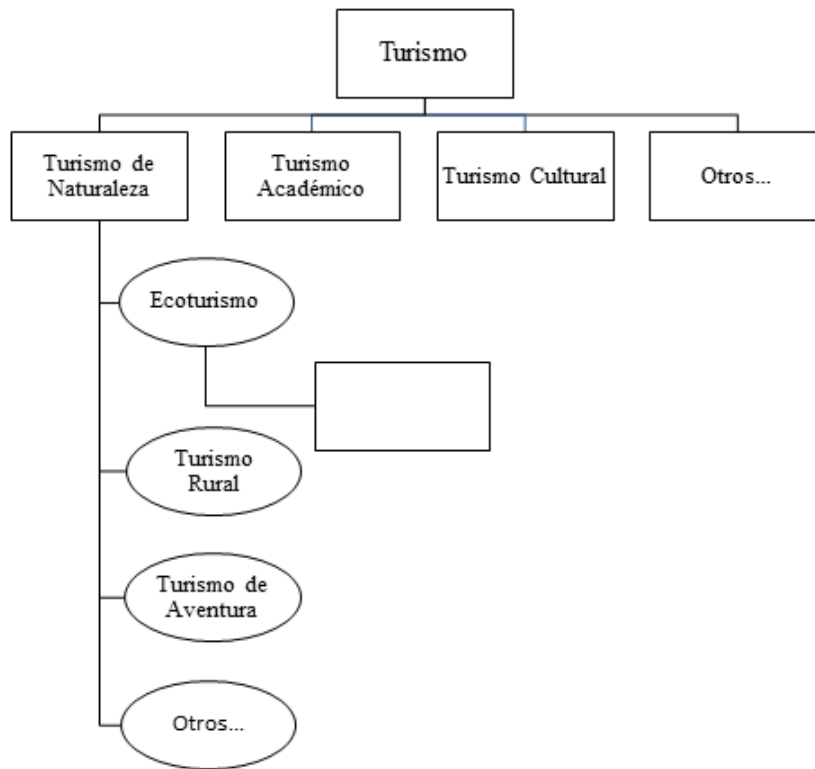 Turismo
Turismo de
Naturaleza
Turismo
Académico
Turismo Cultural
Otros...
Ecoturismo
Turismo
Rural
Turismo de
Aventura
Otros...